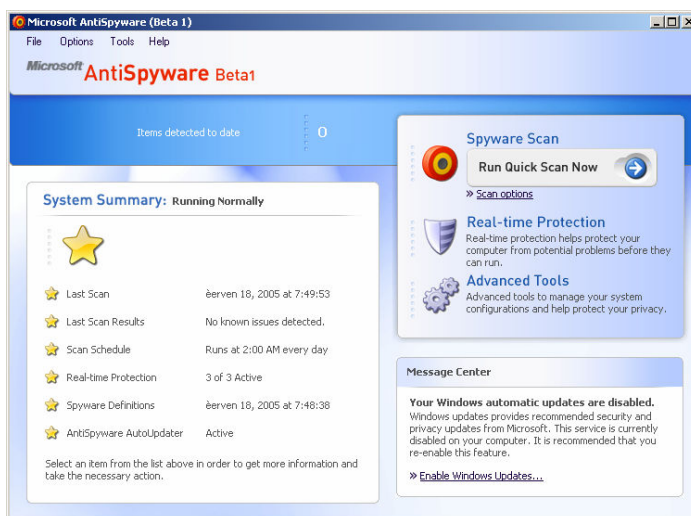 Microsoft AntiSpyware (Beta 1)
File Options Tools Help
Microsoft AntiSpyware Beta1
Items detected to date 0
System Summary: Running Normally
Last Scan èerven 18, 2005 at 7:49:53
Last Scan Results No known issues detected.
Scan Schedule Runs at 2:00 AM every day
Real-time Protection 3 of 3 Active
Spyware Definitions èerven 18, 2005 at 7:48:38
AntiSpyware AutoUpdater Active
Select an item from the list above in order to get more information and
take the necessary action.
Spyware Scan
Run Quick Scan Now
» Scan options
Real-time Protection
Real-time protection helps protect your
computer from potential problems before they
can run.
Advanced Tools
Advanced tools to manage your system
configurations and help protect your privacy.
Message Center
Your Windows automatic updates are disabled.
Windows updates provides recommended security and
privacy updates from Microsoft. This service is currently
disabled on your computer. It is recommended that you
re-enable this feature.
» Enable Windows Updates...